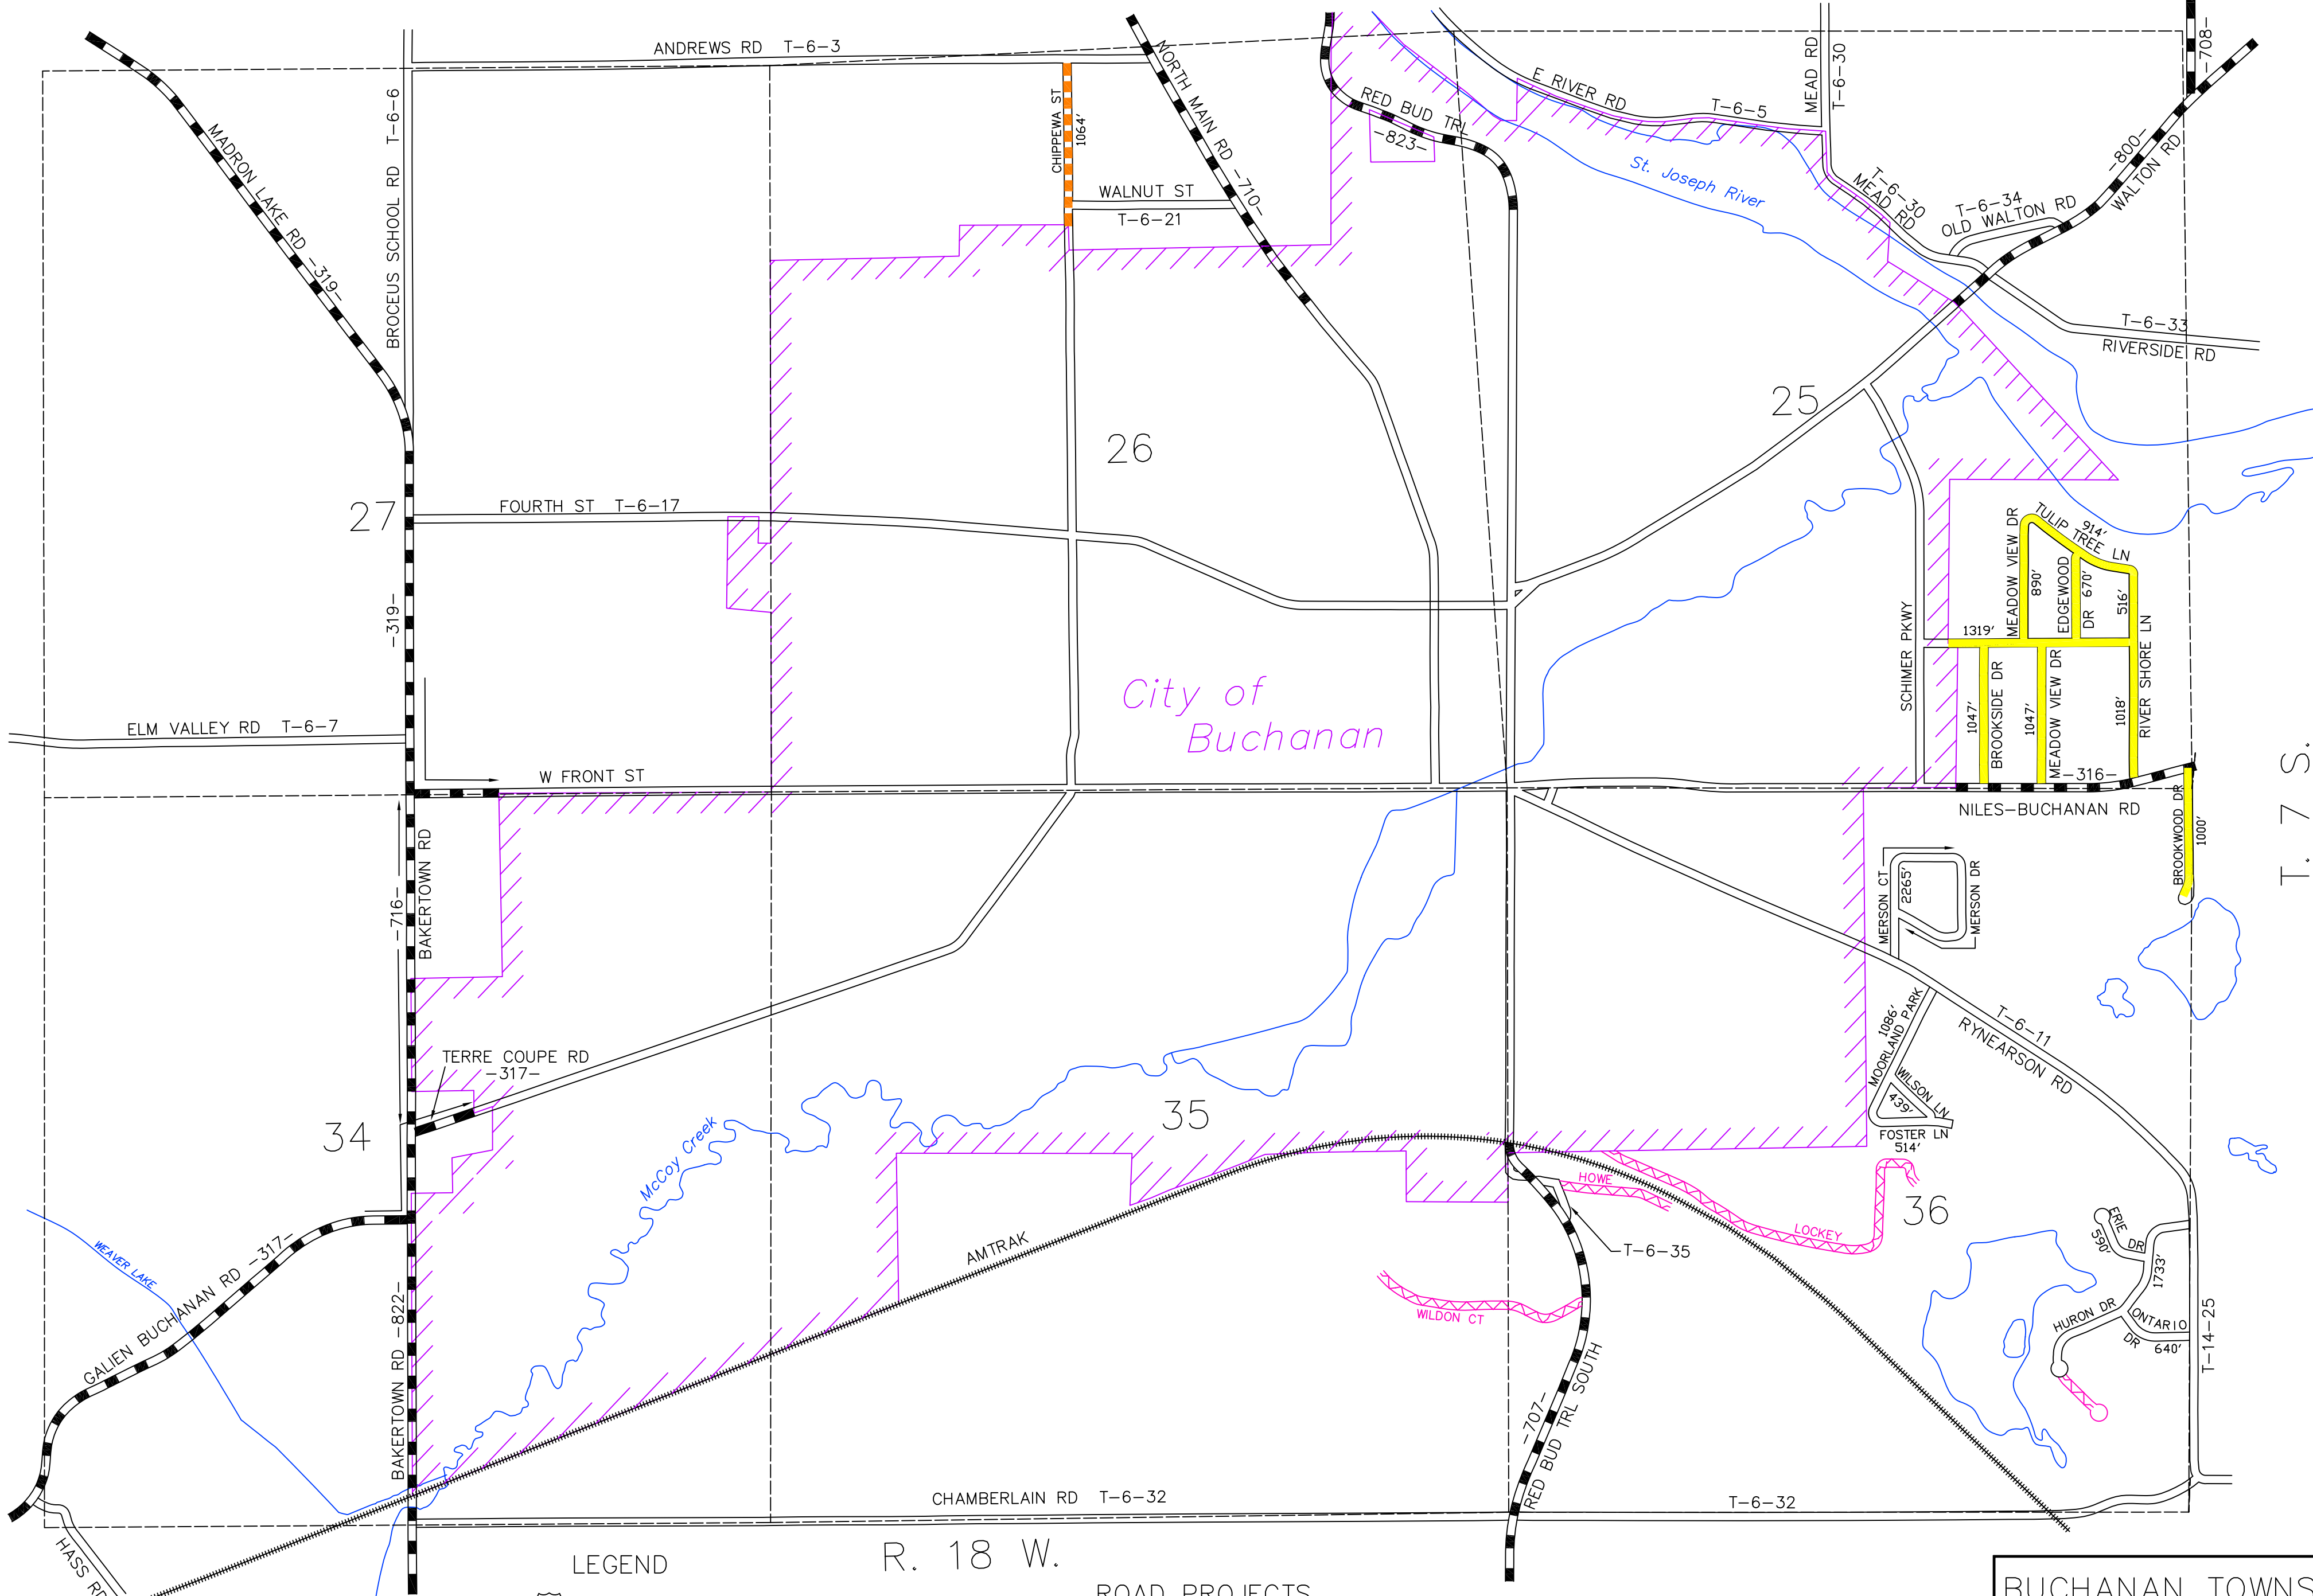 ANDREWS RD T-6-3
MADRON LAKE RD -319-
BROCEUS SCHOOL RD T-6-6
CHIPPEWA ST
1064'
NORTH MAIN RD -710-
WALNUT ST
T-6-21
RED BUD TRL
-823-
E RIVER RD
T-6-5
MEAD RD
T-6-30
St. Joseph River
T-6-30
MEAD RD
T-6-34
OLD WALTON RD
-800-
WALTON RD
-708-
T-6-33
RIVERSIDE RD
25
26
27
FOURTH ST T-6-17
-319-
SCHIMER PKWY
MEADOW VIEW DR
890'
TULIP TREE LN
914'
EDGEWOOD DR 670'
516'
1319'
1047'
BROOKSIDE DR
1047'
MEADOW VIEW DR
1018'
RIVER SHORE LN
City of
Buchanan
ELM VALLEY RD T-6-7
W FRONT ST
-316-
NILES-BUCHANAN RD
BROOKWOOD DR
1000'
T. 7 S.
-716-
BAKERTOWN RD
MERSON CT
2265'
MERSON DR
T-6-11
RYNEARSON RD
1086'
MOORLAND PARK
WILSON LN
439'
FOSTER LN
514'
TERRE COUPE RD
-317-
34
35
36
McCoy Creek
HOWE
LOCKEY
T-6-35
WILDON CT
AMTRAK
WEAVER LAKE
GALIEN BUCHANAN RD -317-
BAKERTOWN RD -822-
ERIE DR
590'
1733'
HURON DR
ONTARIO DR
640'
T-14-25
-707-
RED BUD TRL SOUTH
CHAMBERLAIN RD T-6-32
T-6-32
HASS RD
LEGEND
R. 18 W.
ROAD PROJECTS
BUCHANAN TOWNS